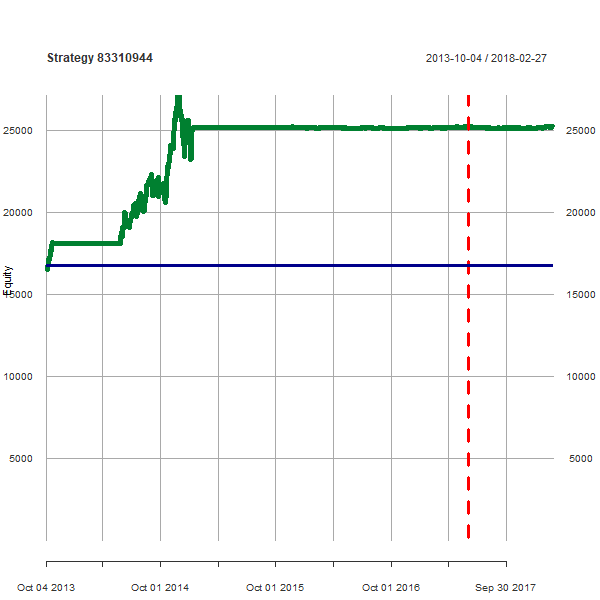 Strategy 83310944
2013-10-04 / 2018-02-27
25000
25000
20000
20000
Equity
15000
15000
10000
10000
5000
5000
Oct 04 2013
Oct 01 2014
Oct 01 2015
Oct 01 2016
Sep 30 2017